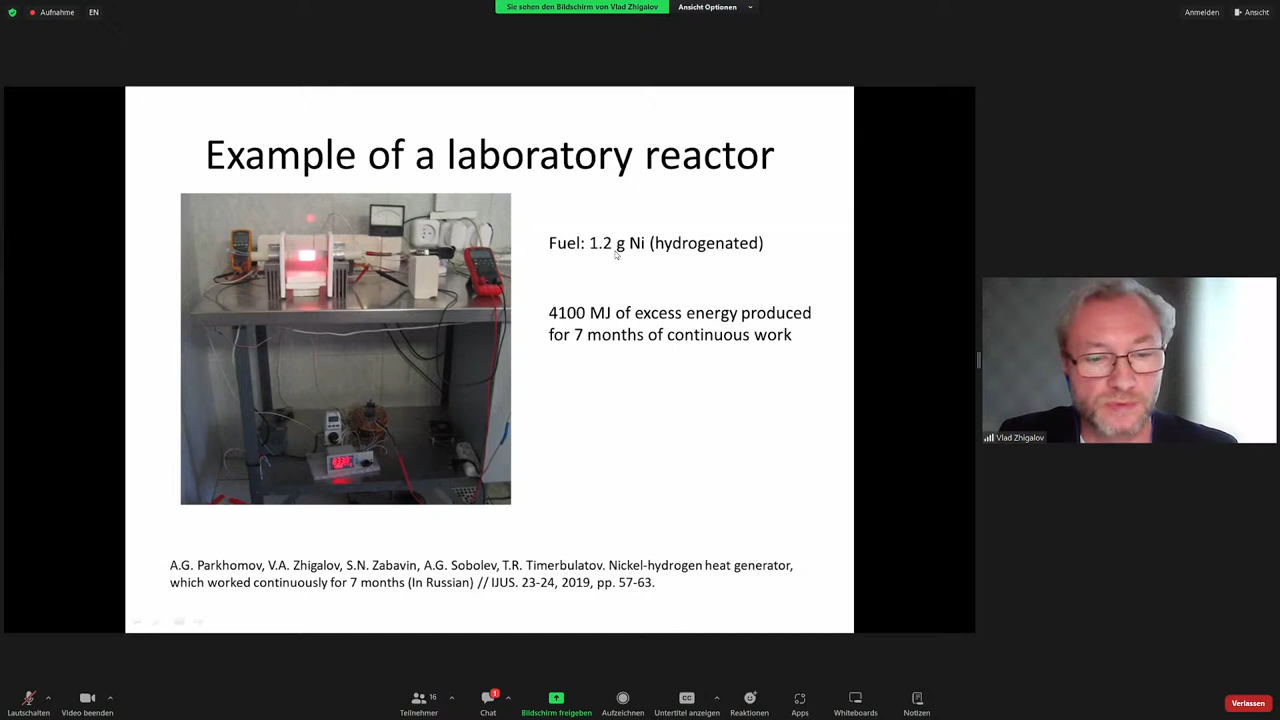 Aufnahme
EN
Sie sehen den Bildschirm von Vlad Zhigalov
Ansicht Optionen
Anmelden
Ansicht
Example of a laboratory reactor
Fuel: 1.2 g Ni (hydrogenated)
4100 MJ of excess energy produced
for 7 months of continuous work
A.G. Parkhomov, V.A. Zhigalov, S.N. Zabavin, A.G. Sobolev, T.R. Timerbulatov. Nickel-hydrogen heat generator,
which worked continuously for 7 months (In Russian) // IJUS. 23-24, 2019, pp. 57-63.
Vlad Zhigalov
Lautschalten
Video beenden
16
Teilnehmer
1
Chat
Bildschirm freigeben
Aufzeichnen
CC
Untertitel anzeigen
Reaktionen
Apps
Whiteboards
Notizen
Verlassen